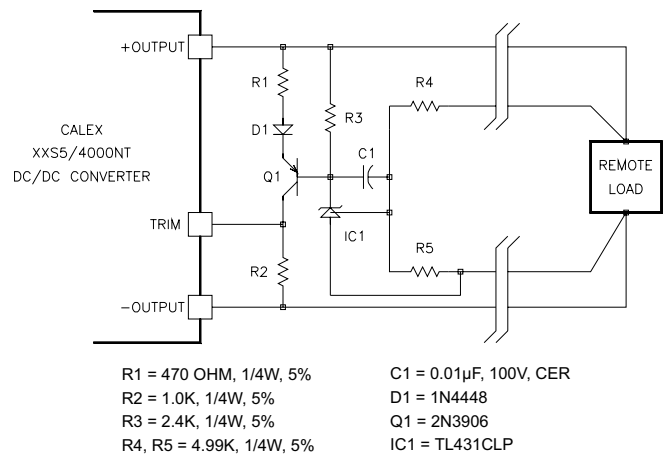 +OUTPUT
R1
R4
D1
R3
CALEX
XXS5/4000NT
DC/DC CONVERTER
C1
REMOTE
LOAD
Q1
TRIM
IC1
R2
R5
–OUTPUT
R1 = 470 OHM, 1/4W, 5%
R2 = 1.0K, 1/4W, 5%
R3 = 2.4K, 1/4W, 5%
R4, R5 = 4.99K, 1/4W, 5%
C1 = 0.01µF, 100V, CER
D1 = 1N4448
Q1 = 2N3906
IC1 = TL431CLP